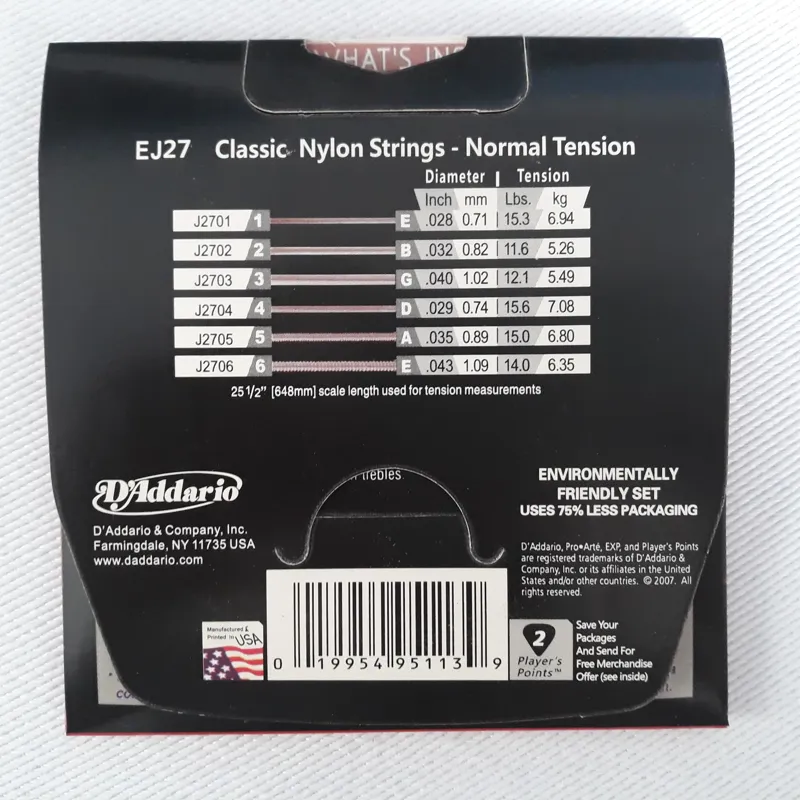 WHAT'S IN
EJ27 Classic Nylon Strings - Normal Tension
Diameter | Tension
Inch mm Lbs. kg
J2701 1 E .028 0.71 15.3 6.94
J2702 2 B .032 0.82 11.6 5.26
J2703 3 G .040 1.02 12.1 5.49
J2704 4 D .029 0.74 15.6 7.08
J2705 5 A .035 0.89 15.0 6.80
J2706 6 E .043 1.09 14.0 6.35
25 1/2" [648mm] scale length used for tension measurements
Trebles
D'Addario
D'Addario & Company, Inc.
Farmingdale, NY 11735 USA
www.daddario.com
ENVIRONMENTALLY
FRIENDLY SET
USES 75% LESS PACKAGING
D'Addario, Pro•Arté, EXP, and Player's Points
are registered trademarks of D'Addario &
Company, Inc. or its affiliates in the United
States and/or other countries. © 2007. All
rights reserved.
Manufactured &
Printed in USA
0 19954 95113 9
2
Player's
Points™
Save Your
Packages
And Send For
Free Merchandise
Offer (see inside)